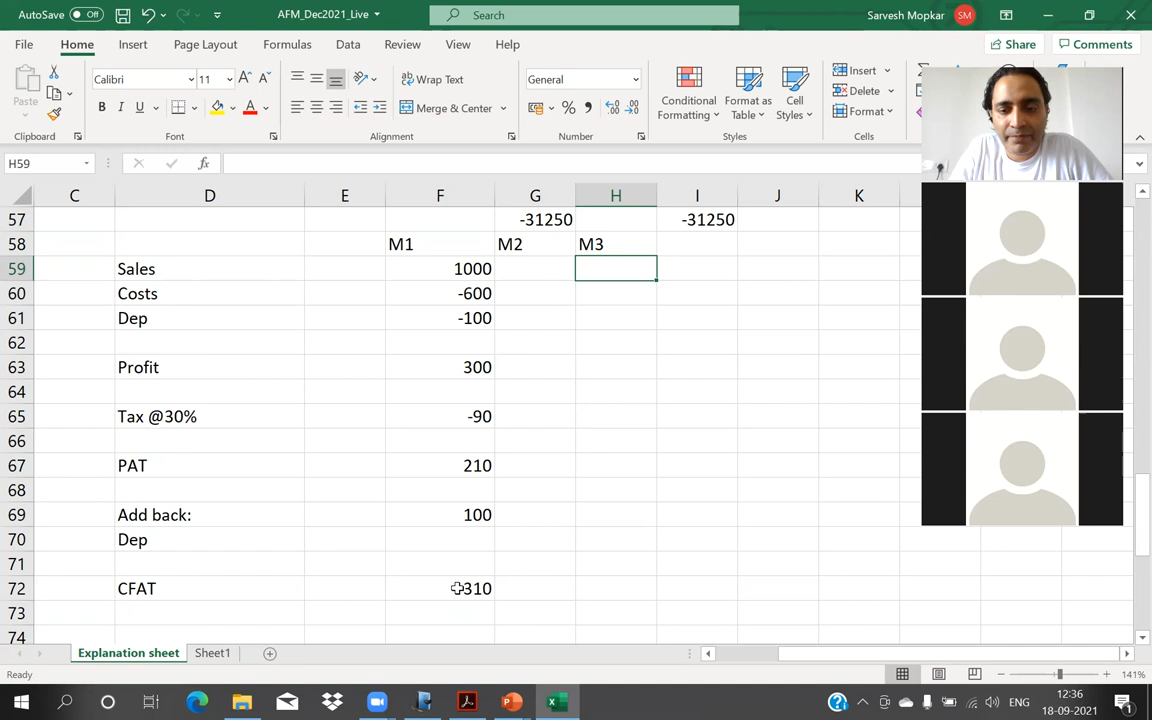 AutoSave Off AFM_Dec2021_Live Search Sarvesh Mopkar SM
File Home Insert Page Layout Formulas Data Review View Help Share Comments
Paste Calibri 11 A A Wrap Text General Conditional Formatting Format as Table Cell Styles Insert
B I U A Merge & Center % Delete
Format
Clipboard Font Alignment Number Styles Cells
H59 fx
C D E F G H I J K
57 -31250 -31250
58 M1 M2 M3
59 Sales 1000
60 Costs -600
61 Dep -100
62
63 Profit 300
64
65 Tax @30% -90
66
67 PAT 210
68
69 Add back: 100
70 Dep
71
72 CFAT 310
73
74
Explanation sheet Sheet1
Ready 141%
ENG 12:36
18-09-2021 1